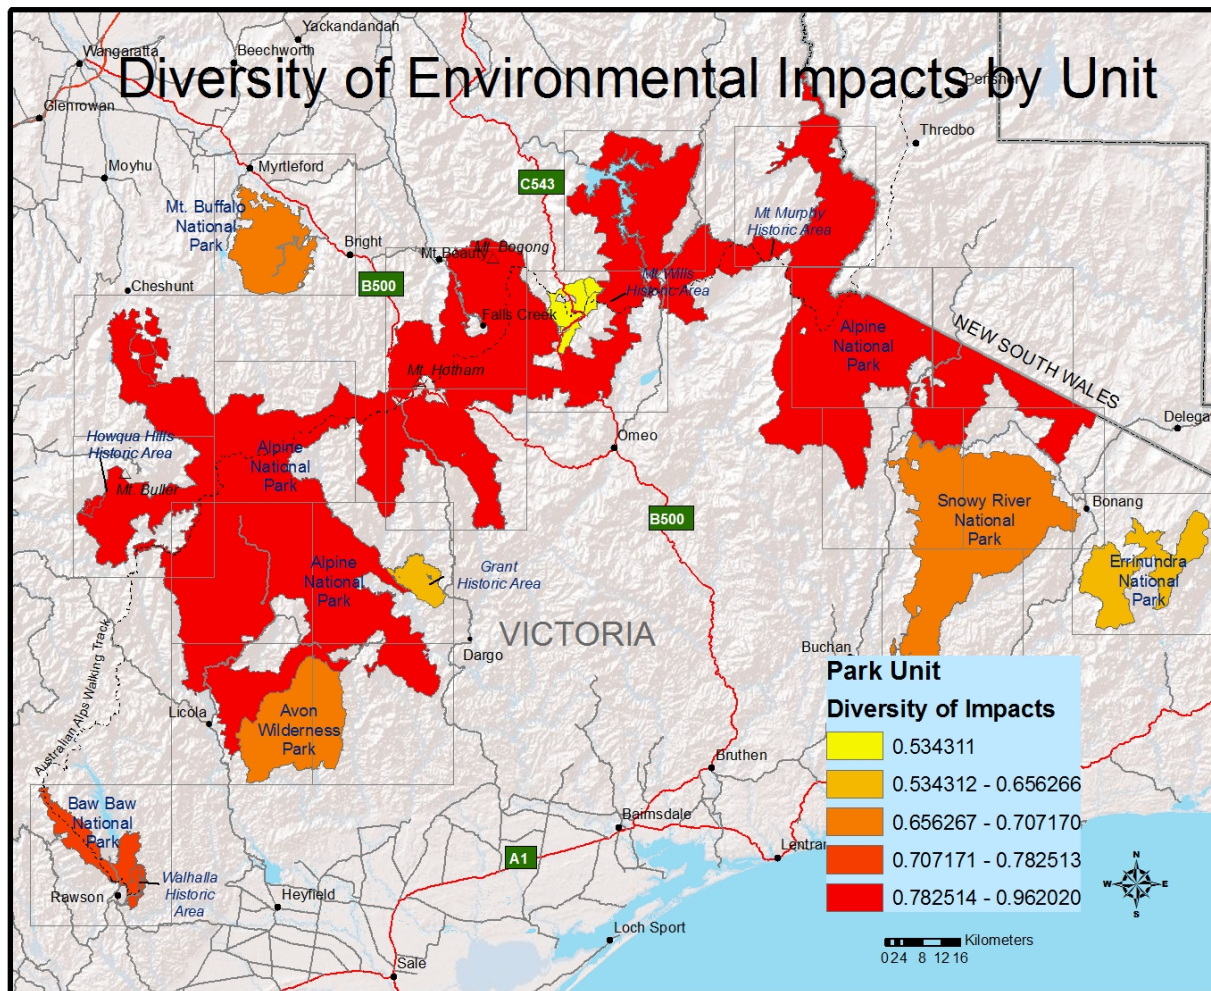 Yackandandah
Wangaratta
Beechworth
Diversity of Environmental Impacts by Unit
Perisher
Glenrowan
Thredbo
Moyhu
Myrtleford
C543
Mt. Buffalo
National
Park
Mt Murphy
Historic Area
Bright
Mt. Beauty
Mt. Bogong
B500
Cheshunt
Mt Wills
Historic Area
Falls Creek
Alpine
National
Park
NEW SOUTH WALES
Mt. Hotham
Howqua Hills
Historic Area
Alpine
National
Park
Omeo
Mt. Buller
Snowy River
National
Park
Bonang
B500
Alpine
National
Park
Grant
Historic Area
Errinundra
National
Park
VICTORIA
Dargo
Buchan
Australian Alps Walking Track
Licola
Avon
Wilderness
Park
Park Unit
Diversity of Impacts
0.534311
0.534312 - 0.656266
0.656267 - 0.707170
0.707171 - 0.782513
0.782514 - 0.962020
Bruthen
Baw Baw
National
Park
Bairnsdale
A1
Walhalla
Historic
Area
Rawson
Heyfield
N
W
E
S
Loch Sport
Kilometers
0 2 4 8 12 16
Sale